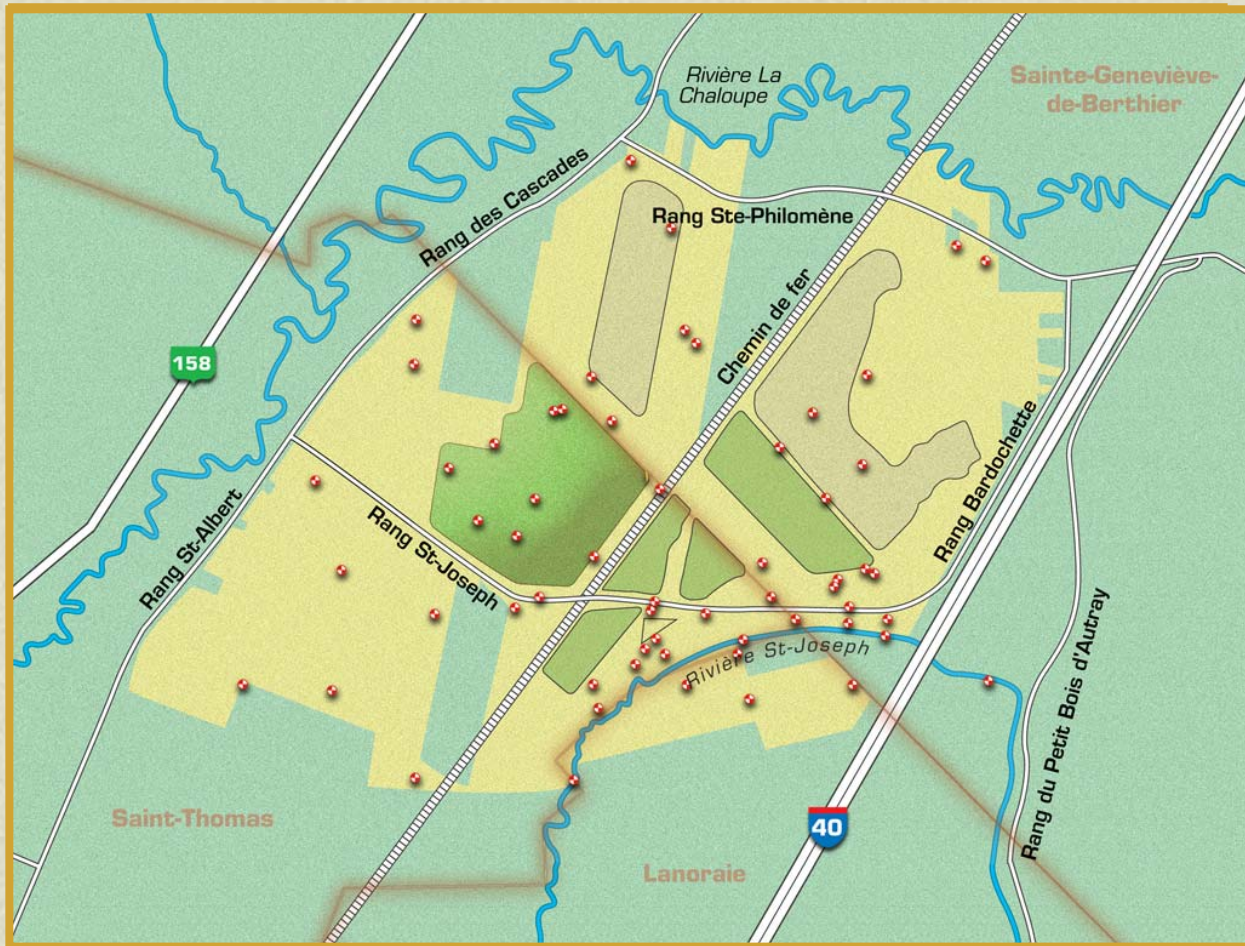 Rivière La
Chaloupe
Sainte-Geneviève-
de-Berthier
Rang des Cascades
Rang Ste-Philomène
Chemin de fer
158
Rang St-Albert
Rang St-Joseph
Rang Bardochette
Rivière St-Joseph
Rang du Petit Bois d'Autray
Saint-Thomas
40
Lanoraie